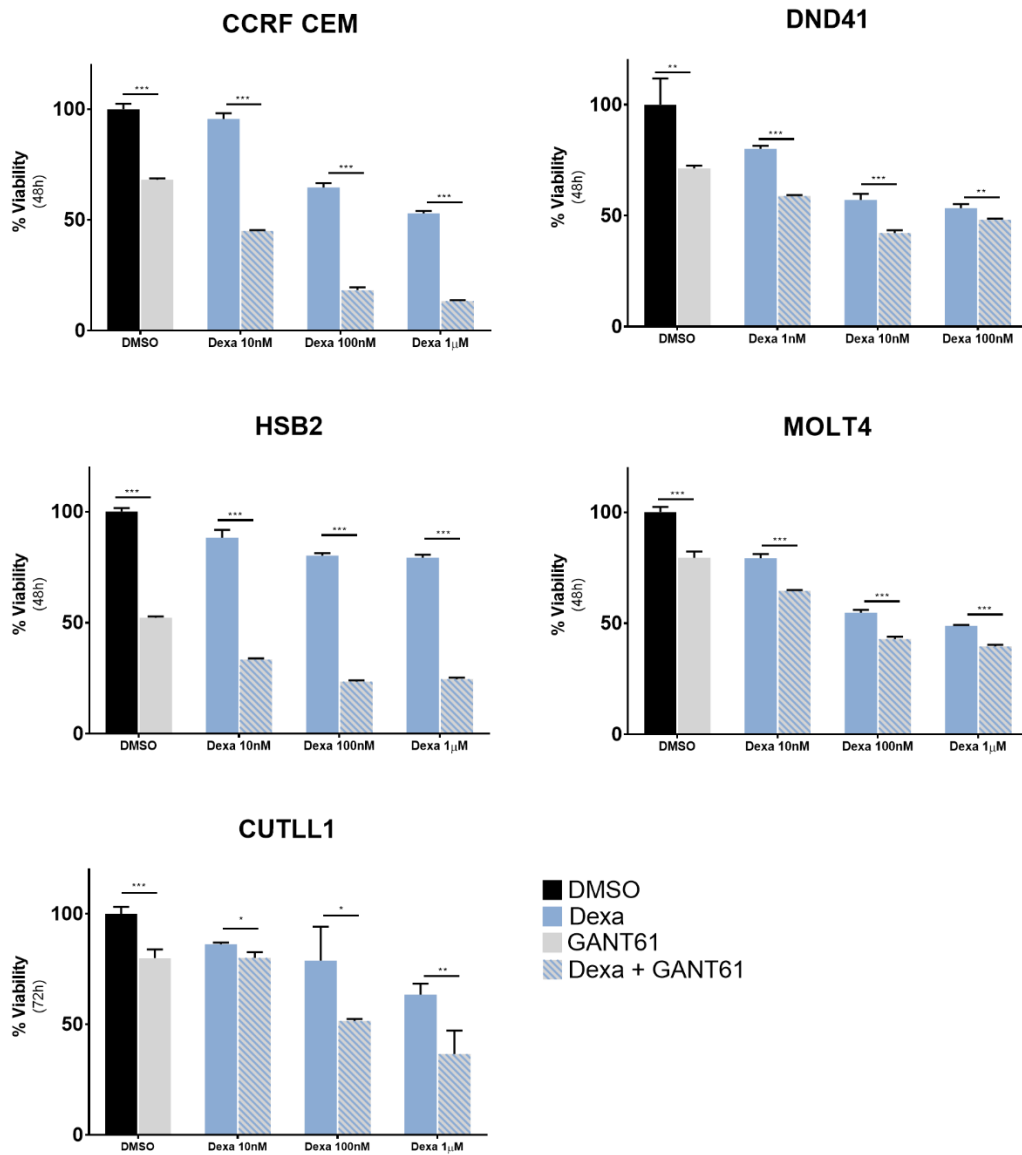 CCRF CEM
% Viability
(48h)
100
50
0
***
***
***
***
DMSO
Dexa 10nM
Dexa 100nM
Dexa 1μM
DND41
% Viability
(48h)
100
50
0
**
***
***
**
DMSO
Dexa 1nM
Dexa 10nM
Dexa 100nM
HSB2
% Viability
(48h)
100
50
0
***
***
***
***
DMSO
Dexa 10nM
Dexa 100nM
Dexa 1μM
MOLT4
% Viability
(48h)
100
50
0
***
***
***
***
DMSO
Dexa 10nM
Dexa 100nM
Dexa 1μM
CUTLL1
% Viability
(72h)
100
50
0
***
*
*
**
DMSO
Dexa 10nM
Dexa 100nM
Dexa 1μM
DMSO
Dexa
GANT61
Dexa + GANT61